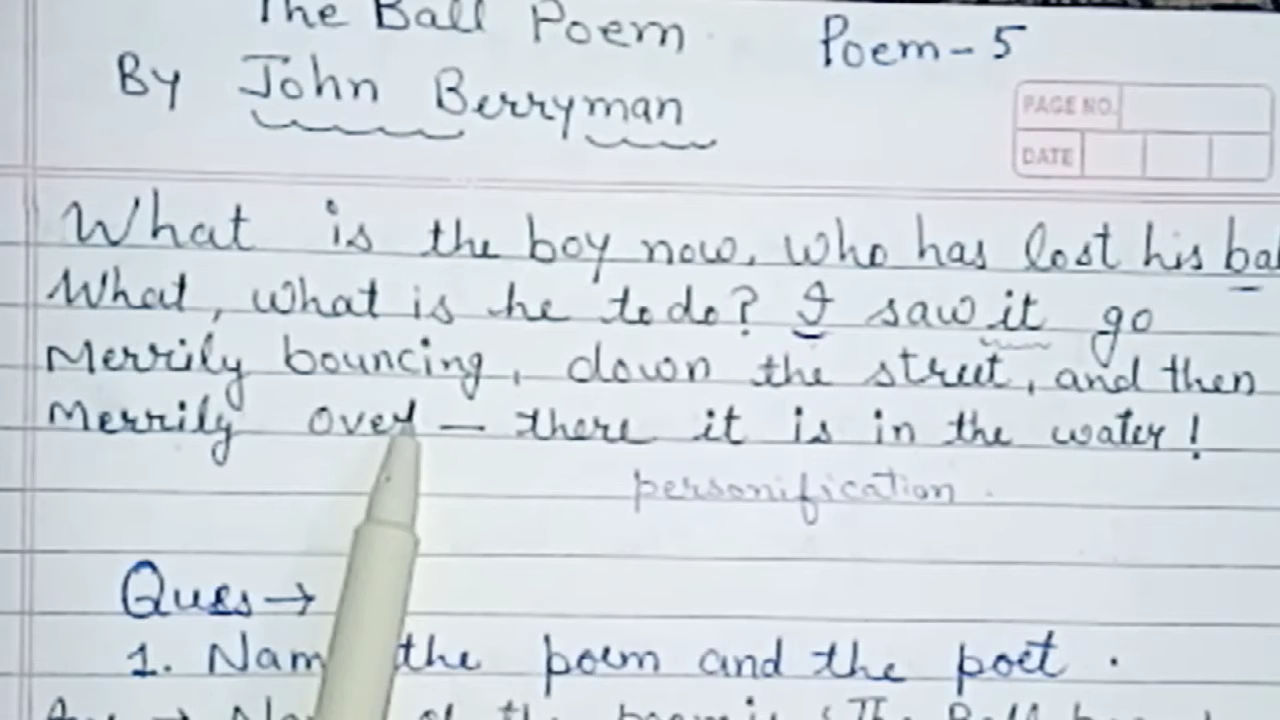 The Ball Poem
Poem - 5
By John Berryman
PAGE NO.
DATE
What is the boy now, who has lost his
What, what is he to do? I saw it go
Merrily bouncing, down the street, and then
Merrily over — there it is in the water!
personification.
Ques →
1. the poem and the poet.
of the